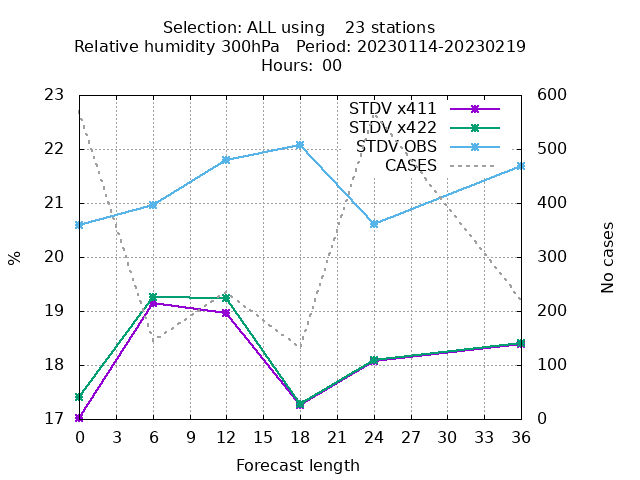 Selection: ALL using    23 stations
Relative humidity 300hPa   Period: 20230114-20230219
Hours: 00
23
22
21
20
19
18
17
%
600
500
400
300
200
100
0
No cases
STDV x411
STDV x422
STDV OBS
CASES
0 3 6 9 12 15 18 21 24 27 30 33 36
Forecast length